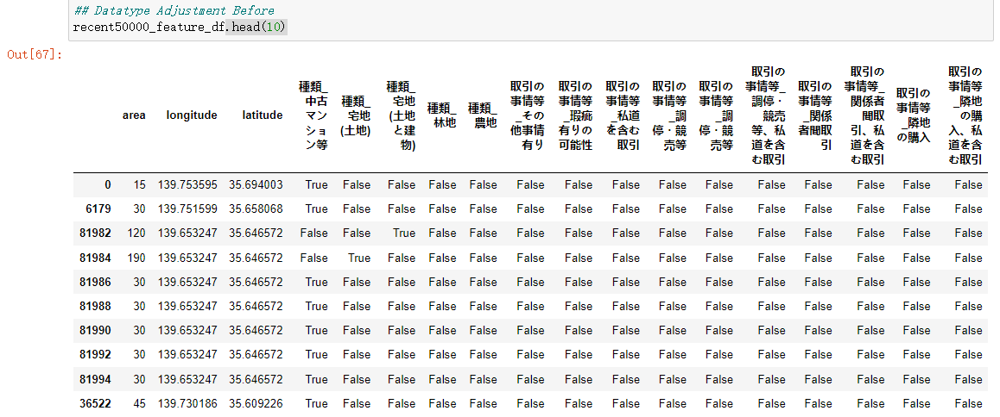 ## Datatype Adjustment Before
recent50000_feature_df.head(10)
Out[67]:
area longitude latitude 種類_中古マンション等 種類_宅地(土地) 種類_宅地(土地と建物) 種類_林地 種類_農地 取引の事情等_その他事情有り 取引の事情等_瑕疵有りの可能性 取引の事情等_私道を含む取引 取引の事情等_調停・競売等 取引の事情等_調停・競売等 取引の事情等_調停・競売等、私道を含む取引 取引の事情等_関係者間取引 取引の事情等_関係者間取引、私道を含む取引 取引の事情等_隣地の購入 取引の事情等_隣地の購入、私道を含む取引
0 15 139.753595 35.694003 True False False False False False False False False False False False False False False
6179 30 139.751599 35.658068 True False False False False False False False False False False False False False False
81982 120 139.653247 35.646572 False False True False False False False False False False False False False False False
81984 190 139.653247 35.646572 False True False False False False False False False False False False False False False
81986 30 139.653247 35.646572 True False False False False False False False False False False False False False False
81988 30 139.653247 35.646572 True False False False False False False False False False False False False False False
81990 30 139.653247 35.646572 True False False False False False False False False False False False False False False
81992 30 139.653247 35.646572 True False False False False False False False False False False False False False False
81994 30 139.653247 35.646572 True False False False False False False False False False False False False False False
36522 45 139.730186 35.609226 True False False False False False False False False False False False False False False